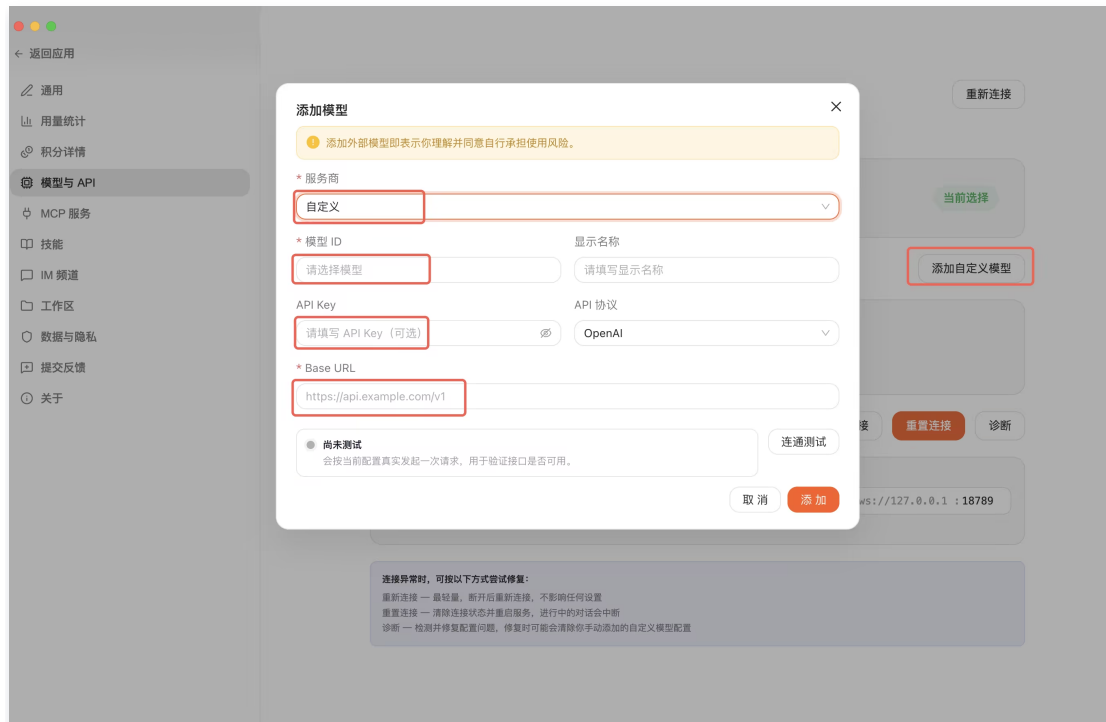 返回应用
通用
用量统计
积分详情
模型与 API
MCP 服务
技能
IM 频道
工作区
数据与隐私
提交反馈
关于
重新连接
添加模型
添加外部模型即表示你理解并同意自行承担使用风险。
* 服务商
自定义
当前选择
* 模型 ID 显示名称
请选择模型 请填写显示名称
添加自定义模型
API Key API 协议
请填写 API Key（可选） OpenAI
* Base URL
https://api.example.com/v1
接 重置连接 诊断
尚未测试
会按当前配置真实发起一次请求，用于验证接口是否可用。
连通测试
取 消 添 加
ws://127.0.0.1 : 18789
连接异常时，可按以下方式尝试修复：
重新连接 — 最轻量，断开后重新连接，不影响任何设置
重置连接 — 清除连接状态并重启服务，进行中的对话会中断
诊断 — 检测并修复配置问题，修复时可能会清除你手动添加的自定义模型配置